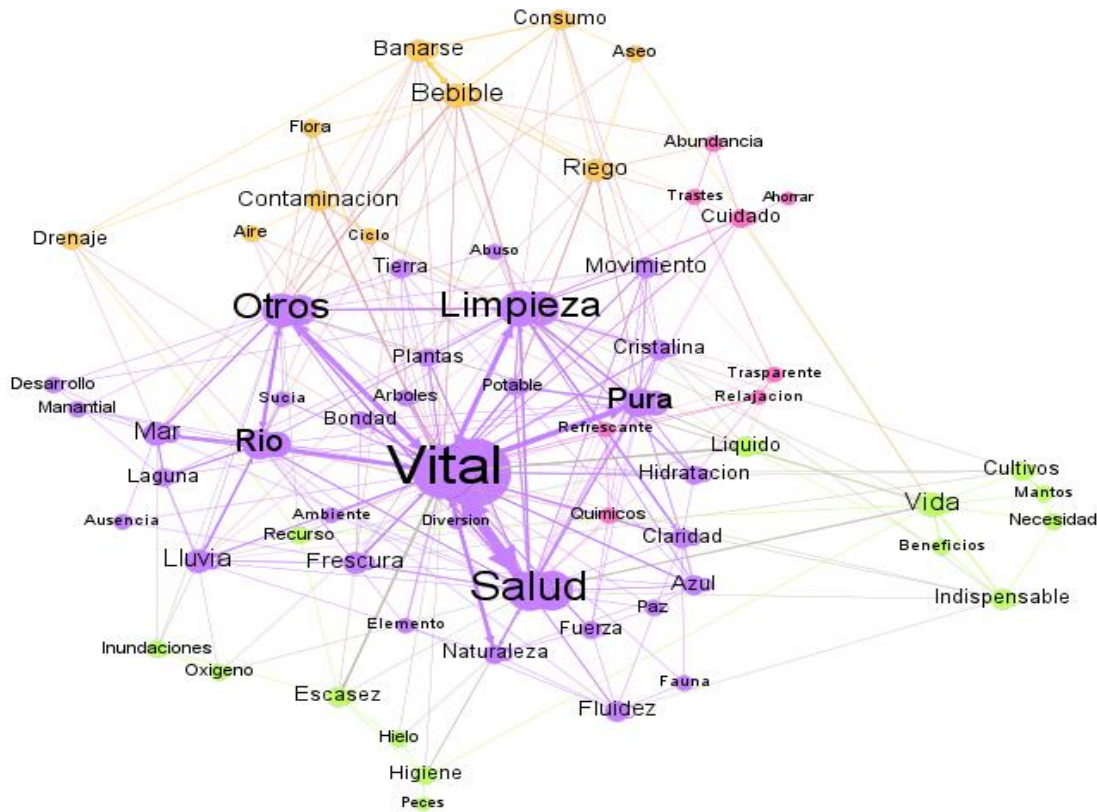 Consumo
Banarse
Aseo
Bebible
Flora
Abundancia
Riego
Contaminacion
Trastes
Ahorrar
Cuidado
Drenaje
Aire
Ciclo
Abuso
Tierra
Movimiento
Otros
Limpieza
Cristalina
Plantas
Trasparente
Desarrollo
Potable
Manantial
Sucia
Arboles
Relajacion
Pura
Bondad
Mar
Rio
Refrescante
Liquido
Vital
Laguna
Hidratacion
Cultivos
Mantos
Vida
Ausencia
Ambiente
Diversion
Quimicos
Necesidad
Recurso
Claridad
Beneficios
Lluvia
Frescura
Salud
Azul
Indispensable
Paz
Elemento
Fuerza
Inundaciones
Naturaleza
Oxigeno
Fauna
Escasez
Fluidez
Hielo
Higiene
Peces